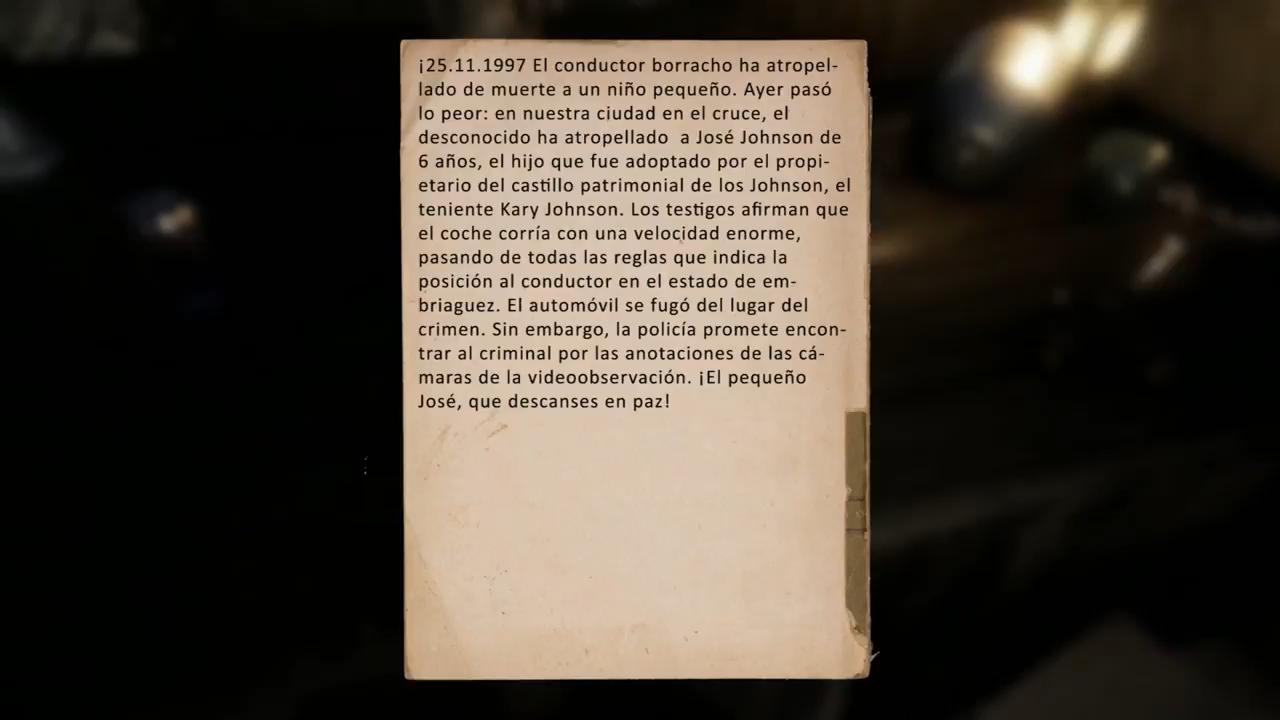 ¡25.11.1997 El conductor borracho ha atropel-
lado de muerte a un niño pequeño. Ayer pasó
lo peor: en nuestra ciudad en el cruce, el
desconocido ha atropellado  a José Johnson de
6 años, el hijo que fue adoptado por el propi-
etario del castillo patrimonial de los Johnson, el
teniente Kary Johnson. Los testigos afirman que
el coche corría con una velocidad enorme,
pasando de todas las reglas que indica la
posición al conductor en el estado de em-
briaguez. El automóvil se fugó del lugar del
crimen. Sin embargo, la policía promete encon-
trar al criminal por las anotaciones de las cá-
maras de la videoobservación. ¡El pequeño
José, que descanses en paz!